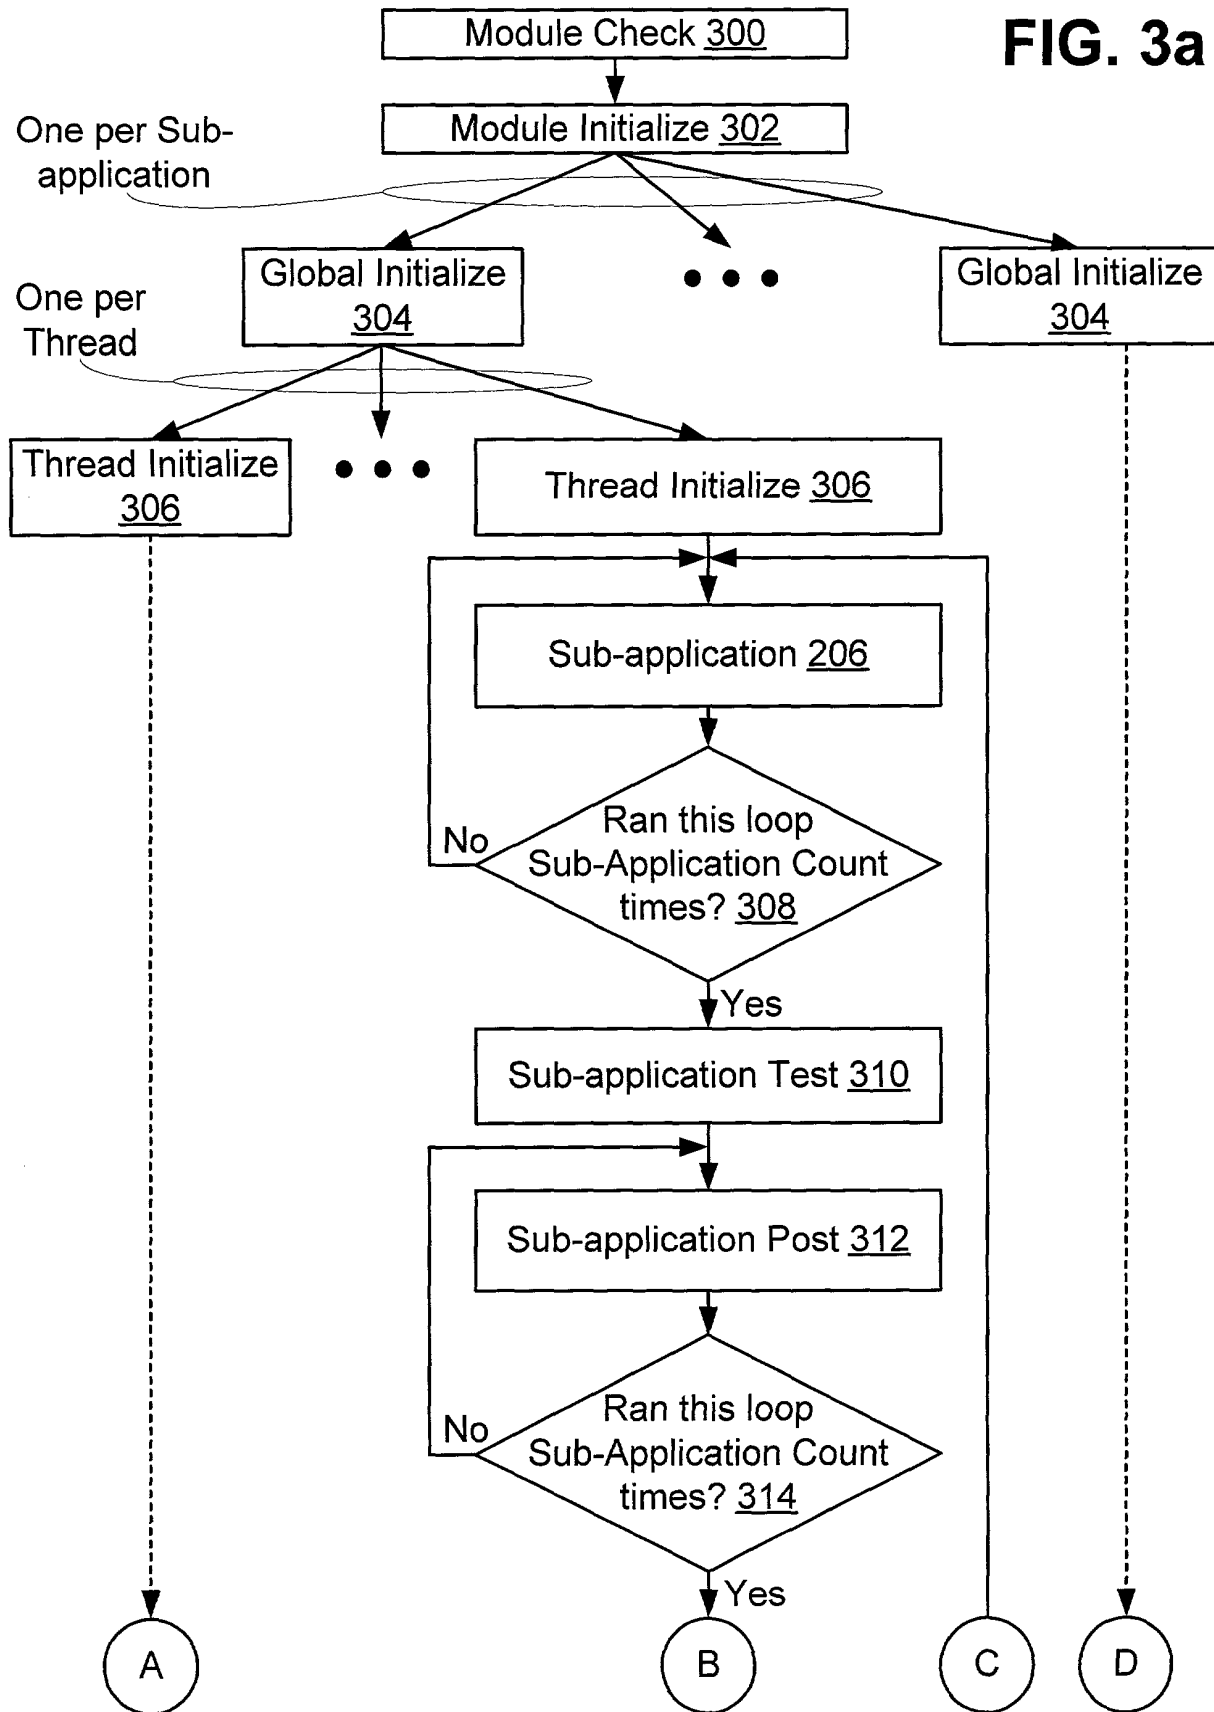 FIG. 3a
Module Check 300
Module Initialize 302
One per Sub-
application
Global Initialize
304
Global Initialize
304
One per
Thread
Thread Initialize
306
Thread Initialize 306
Sub-application 206
Ran this loop
Sub-Application Count
times? 308
No
Yes
Sub-application Test 310
Sub-application Post 312
Ran this loop
Sub-Application Count
times? 314
No
Yes
A
B
C
D